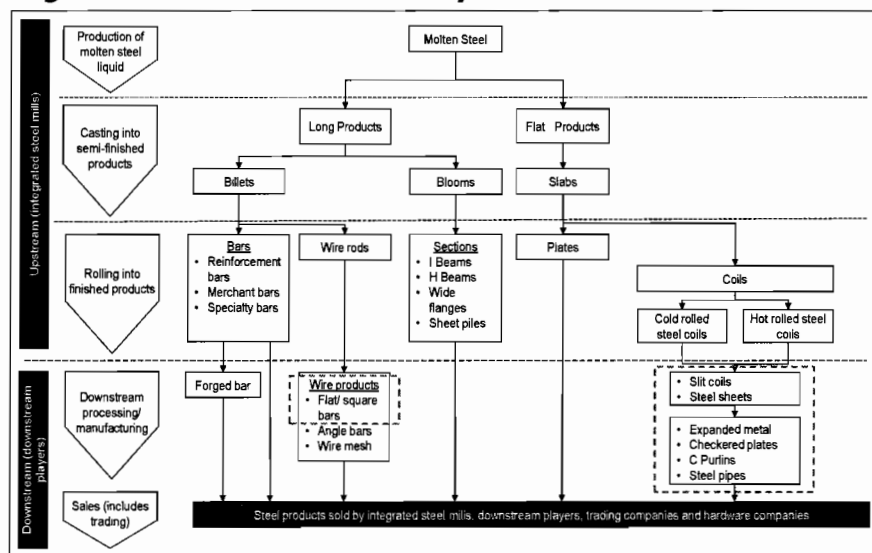 Production of
molten steel
liquid
Molten Steel
Upstream (integrated steel mills)
Casting into
semi-finished
products
Long Products
Flat Products
Billets
Blooms
Slabs
Rolling into
finished products
Bars
• Reinforcement
bars
• Merchant bars
• Specialty bars
Wire rods
Sections
• I Beams
• H Beams
• Wide
flanges
• Sheet piles
Plates
Coils
Cold rolled
steel coils
Hot rolled steel
coils
Downstream (downstream
players)
Downstream
processing/
manufacturing
Forged bar
Wire products
• Flat/ square
bars
• Angle bars
• Wire mesh
• Slit coils
• Steel sheets
• Expanded metal
• Checkered plates
• C Purlins
• Steel pipes
Sales (includes
trading)
Steel products sold by integrated steel mills, downstream players, trading companies and hardware companies